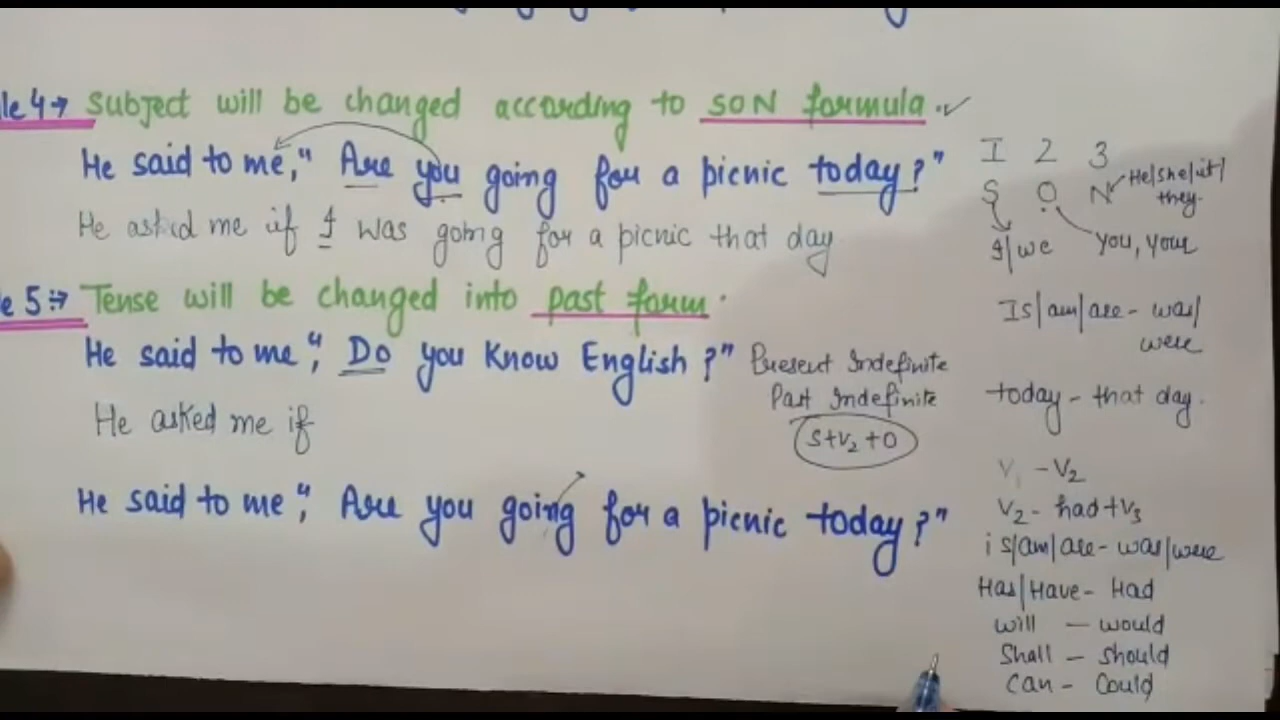 le 4→ Subject will be changed according to SON formula.
He said to me," Are you going for a picnic today?"
He asked me if I was going for a picnic that day
e 5:→ Tense will be changed into past form.
He said to me", Do you Know English?"
He asked me if
He said to me", Are you going for a picnic today?"
Present Indefinite
Past Indefinite
S+V₂+O
I 2 3
S O N He/she/it/
they.
I/we you, your
Is/am/are - was/
were
today - that day.
V₁ - V₂
V₂ - had+V₃
is/am/are - was/were
Has/Have - Had
will — would
Shall — should
Can - Could